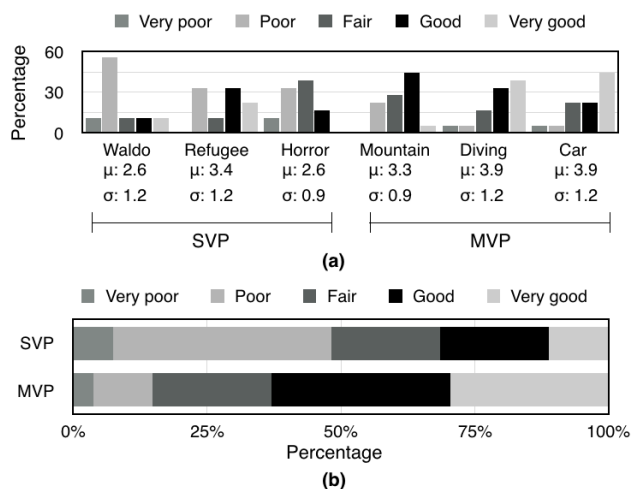 Very poor Poor Fair Good Very good
Percentage
60
30
0
Waldo Refugee Horror Mountain Diving Car
μ: 2.6 μ: 3.4 μ: 2.6 μ: 3.3 μ: 3.9 μ: 3.9
σ: 1.2 σ: 1.2 σ: 0.9 σ: 0.9 σ: 1.2 σ: 1.2
SVP MVP
(a)
Very poor Poor Fair Good Very good
SVP
MVP
0% 25% 50% 75% 100%
Percentage
(b)